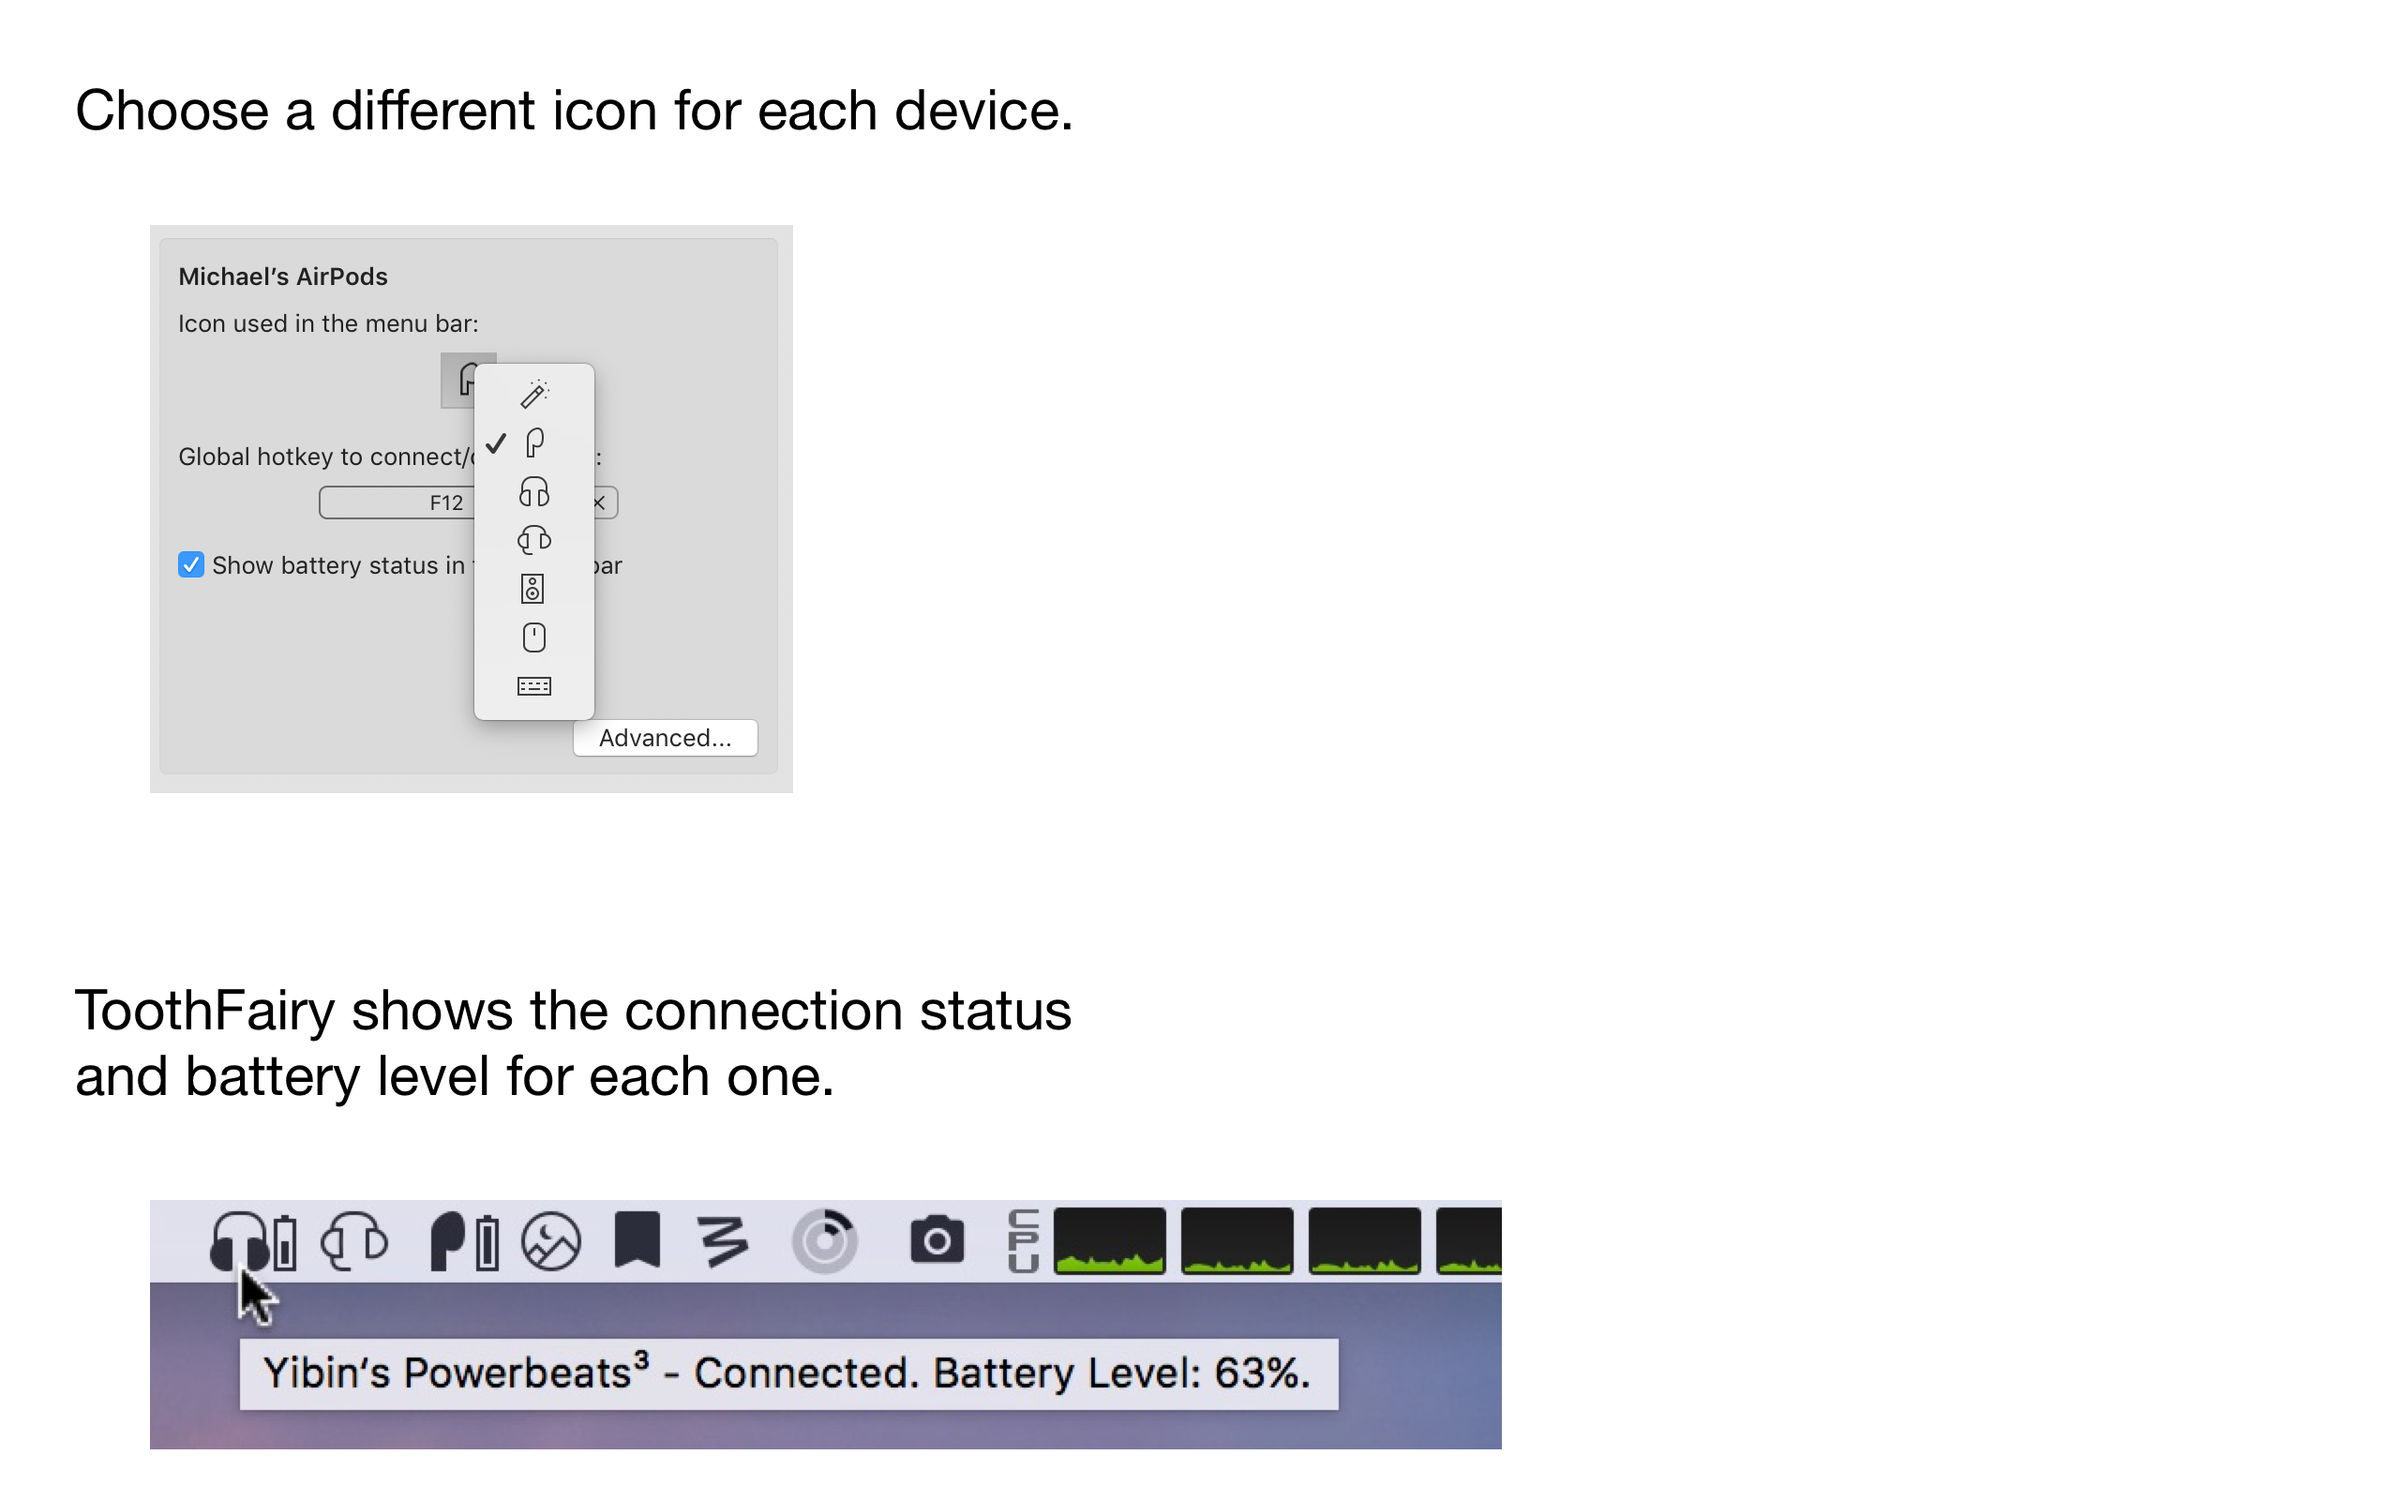 Choose a different icon for each device.
Michael’s AirPods
Icon used in the menu bar:
Global hotkey to connect/ :
F12
Show battery status in bar
Advanced...
ToothFairy shows the connection status
and battery level for each one.
CPU
Yibin’s Powerbeats³ - Connected. Battery Level: 63%.